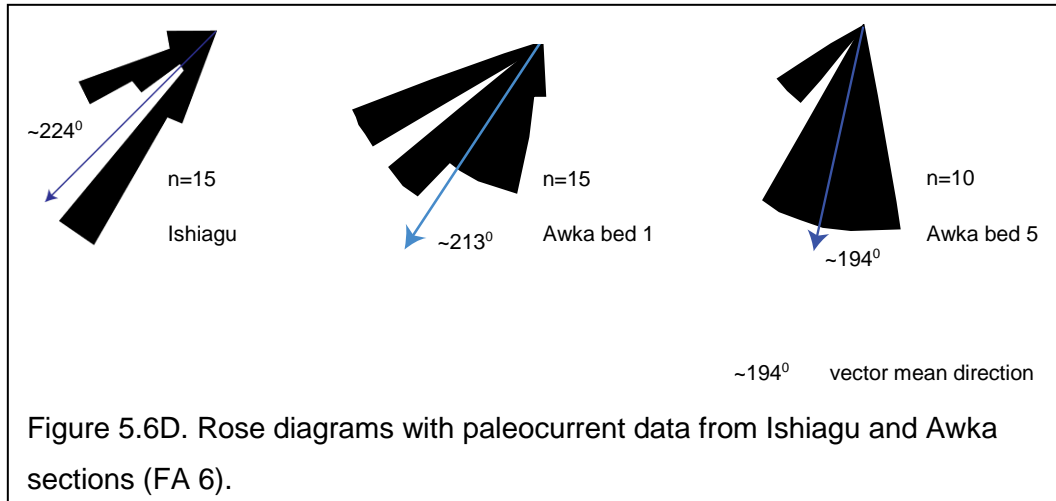 ~224⁰
n=15
Ishiagu
~213⁰
n=15
Awka bed 1
~194⁰
n=10
Awka bed 5
~194⁰ vector mean direction
Figure 5.6D. Rose diagrams with paleocurrent data from Ishiagu and Awka
sections (FA 6).